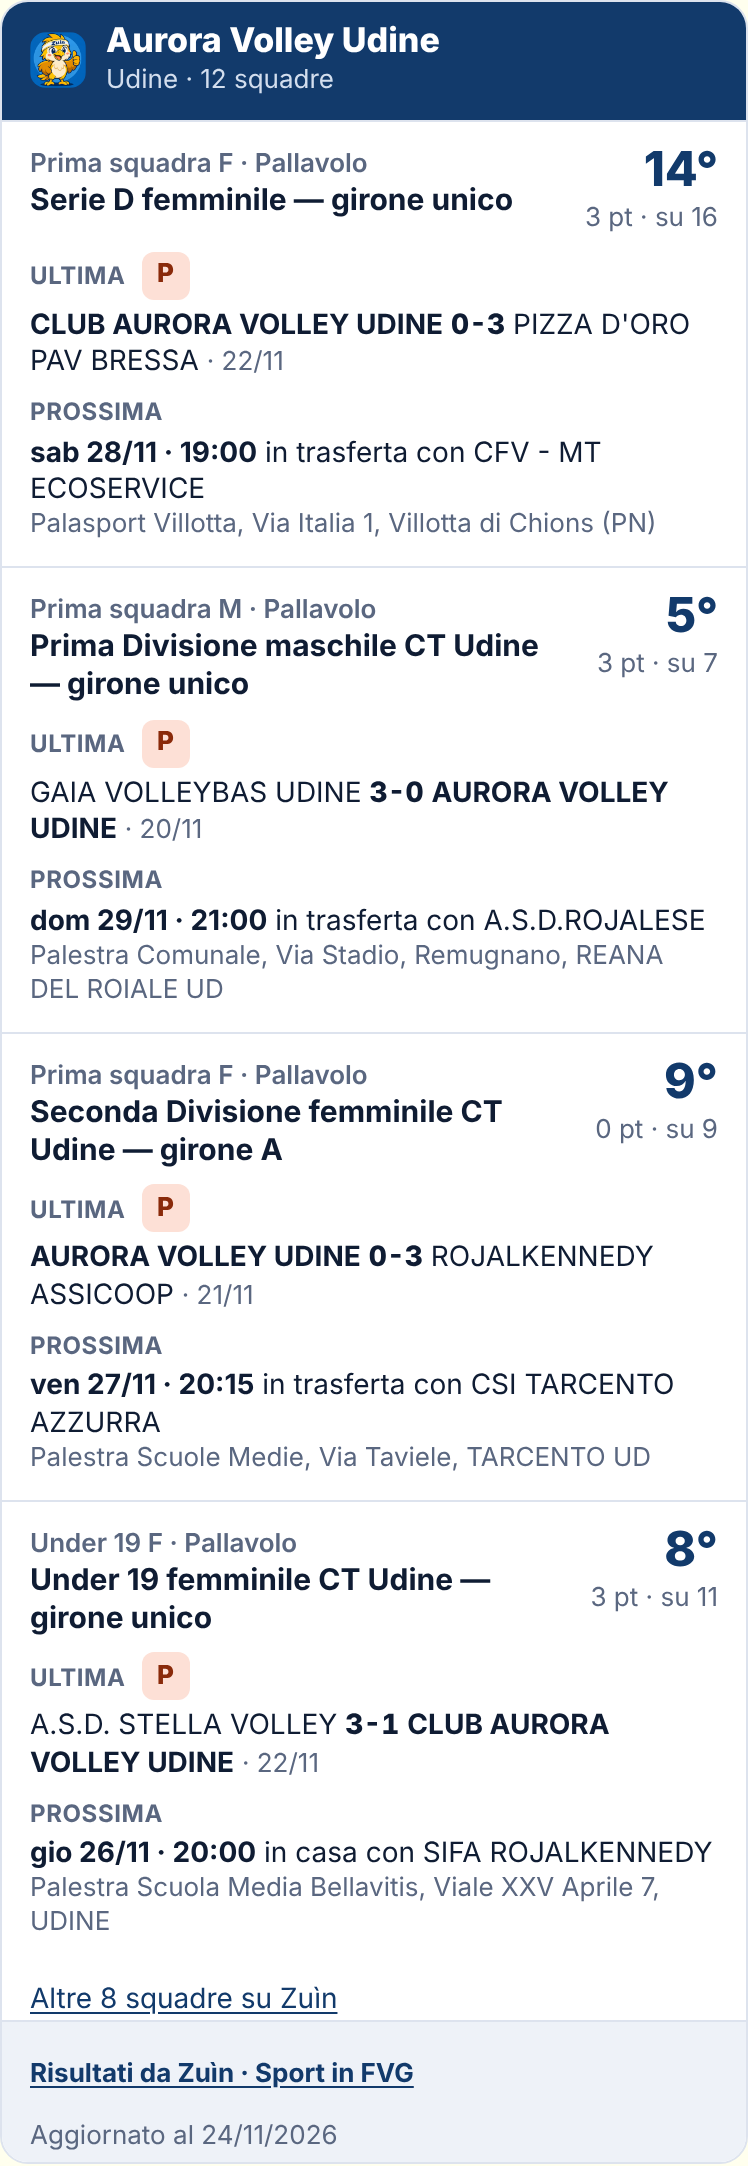 Zuìn
Aurora Volley Udine
Udine · 12 squadre
Prima squadra F · Pallavolo
Serie D femminile — girone unico
14°
3 pt · su 16
ULTIMA P
CLUB AURORA VOLLEY UDINE 0-3 PIZZA D'ORO
PAV BRESSA · 22/11
PROSSIMA
sab 28/11 · 19:00 in trasferta con CFV - MT
ECOSERVICE
Palasport Villotta, Via Italia 1, Villotta di Chions (PN)
Prima squadra M · Pallavolo
Prima Divisione maschile CT Udine
— girone unico
5°
3 pt · su 7
ULTIMA P
GAIA VOLLEYBAS UDINE 3-0 AURORA VOLLEY
UDINE · 20/11
PROSSIMA
dom 29/11 · 21:00 in trasferta con A.S.D.ROJALESE
Palestra Comunale, Via Stadio, Remugnano, REANA
DEL ROIALE UD
Prima squadra F · Pallavolo
Seconda Divisione femminile CT
Udine — girone A
9°
0 pt · su 9
ULTIMA P
AURORA VOLLEY UDINE 0-3 ROJALKENNEDY
ASSICOOP · 21/11
PROSSIMA
ven 27/11 · 20:15 in trasferta con CSI TARCENTO
AZZURRA
Palestra Scuole Medie, Via Taviele, TARCENTO UD
Under 19 F · Pallavolo
Under 19 femminile CT Udine —
girone unico
8°
3 pt · su 11
ULTIMA P
A.S.D. STELLA VOLLEY 3-1 CLUB AURORA
VOLLEY UDINE · 22/11
PROSSIMA
gio 26/11 · 20:00 in casa con SIFA ROJALKENNEDY
Palestra Scuola Media Bellavitis, Viale XXV Aprile 7,
UDINE
Altre 8 squadre su Zuìn
Risultati da Zuìn · Sport in FVG
Aggiornato al 24/11/2026